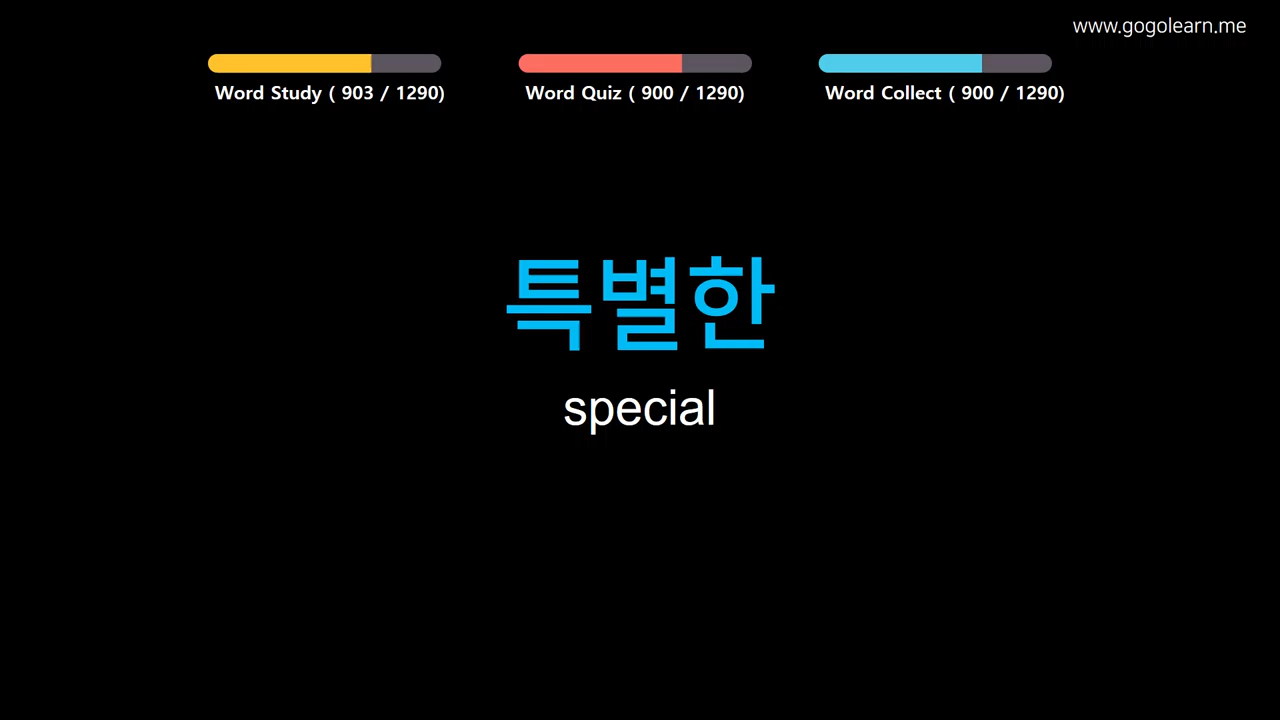 www.gogolearn.me
Word Study ( 903 / 1290)
Word Quiz ( 900 / 1290)
Word Collect ( 900 / 1290)
특별한
special